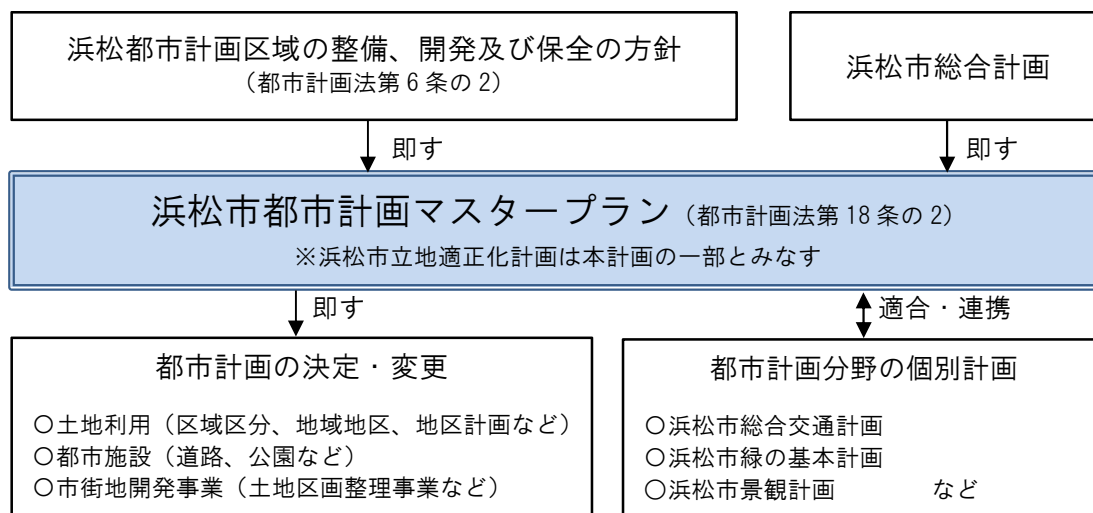 浜松都市計画区域の整備、開発及び保全の方針
（都市計画法第6条の2）
浜松市総合計画
即す
即す
浜松市都市計画マスタープラン（都市計画法第18条の2）
※浜松市立地適正化計画は本計画の一部とみなす
即す
適合・連携
都市計画の決定・変更
○土地利用（区域区分、地域地区、地区計画など）
○都市施設（道路、公園など）
○市街地開発事業（土地区画整理事業など）
都市計画分野の個別計画
○浜松市総合交通計画
○浜松市緑の基本計画
○浜松市景観計画　　　　など